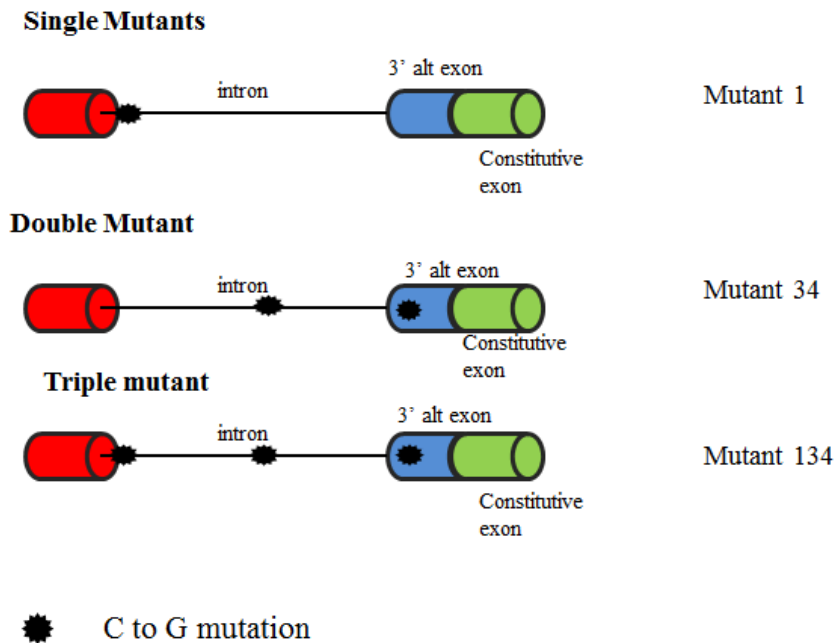 Single Mutants
3' alt exon
intron
Mutant 1
Constitutive
exon
Double Mutant
3' alt exon
intron
Mutant 34
Constitutive
exon
Triple mutant
3' alt exon
intron
Mutant 134
Constitutive
exon
C to G mutation